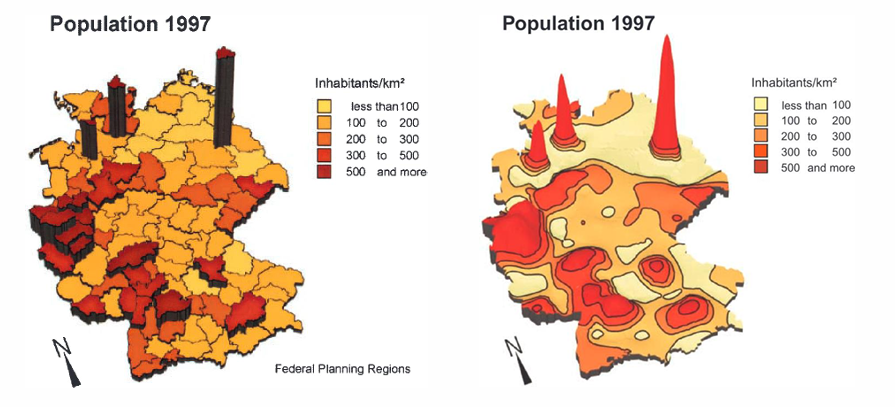 Population 1997
Inhabitants/km²
less than 100
100 to 200
200 to 300
300 to 500
500 and more
N
Federal Planning Regions
Population 1997
Inhabitants/km²
less than 100
100 to 200
200 to 300
300 to 500
500 and more
N